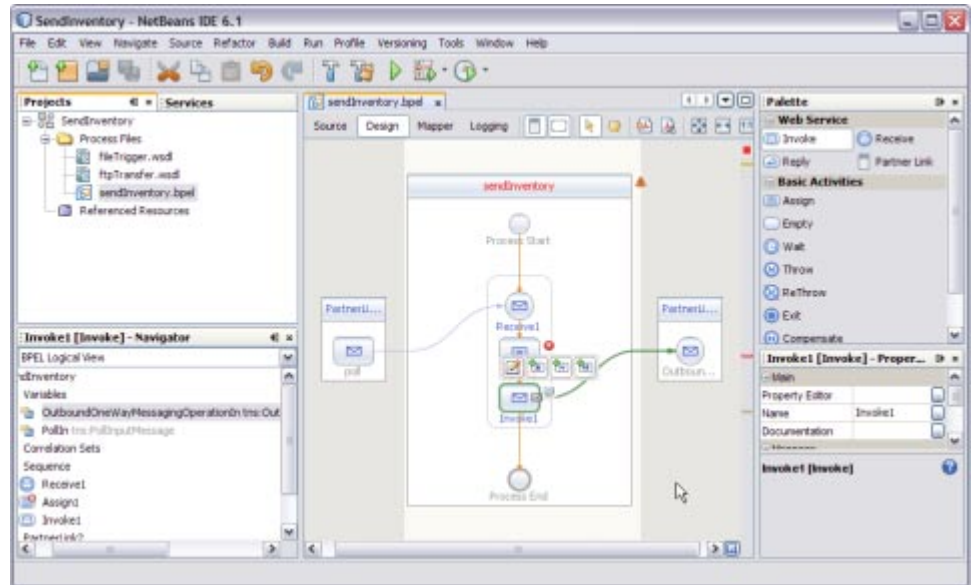 SendInventory - NetBeans IDE 6.1
File Edit View Navigate Source Refactor Build Run Profile Versioning Tools Window Help
Projects
Services
SendInventory
Process Files
fileTrigger.wsdl
ftpTransfer.wsdl
sendInventory.bpel
Referenced Resources
Invoke1 [Invoke] - Navigator
BPEL Logical View
Variables
OutboundOneWayMessagingOperationIn tns:Out
PollIn tns:PollInputMessage
Correlation Sets
Sequence
Receive1
Assign1
Invoke1
PartnerLink2
sendInventory.bpel
Source Design Mapper Logging
sendInventory
Process Start
PartnerLi...
poll
Receive1
PartnerLi...
Outboun...
Invoke1
Process End
Palette
Web Service
Invoke
Receive
Reply
Partner Link
Basic Activities
Assign
Empty
Wait
Throw
ReThrow
Exit
Compensate
Invoke1 [Invoke] - Proper...
Main
Property Editor
Name Invoke1
Documentation
Invoke1 [Invoke]